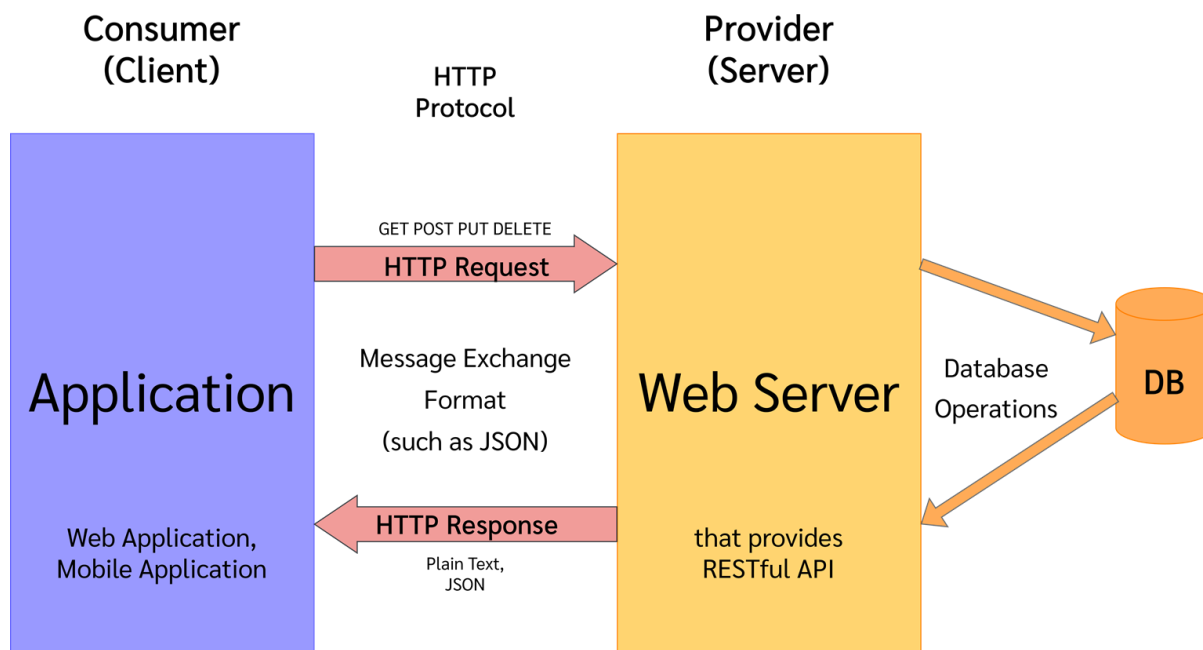 Consumer
(Client)
HTTP
Protocol
Provider
(Server)
GET POST PUT DELETE
HTTP Request
Message Exchange
Format
(such as JSON)
Application
Web Server
Database
Operations
DB
HTTP Response
Plain Text,
JSON
Web Application,
Mobile Application
that provides
RESTful API